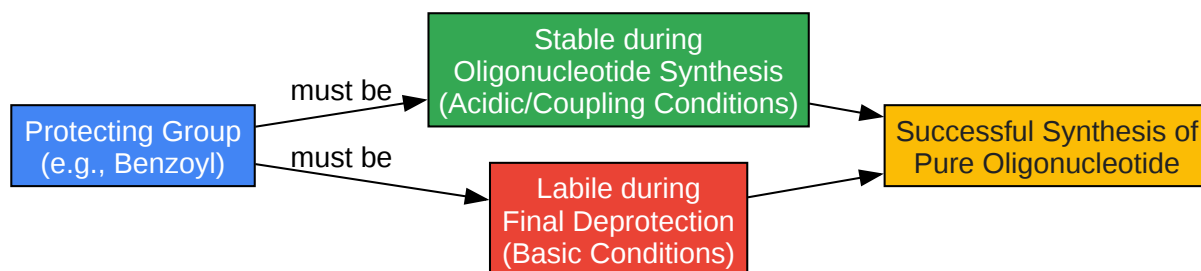 Protecting Group
(e.g., Benzoyl)
must be
must be
Stable during
Oligonucleotide Synthesis
(Acidic/Coupling Conditions)
Labile during
Final Deprotection
(Basic Conditions)
Successful Synthesis of
Pure Oligonucleotide